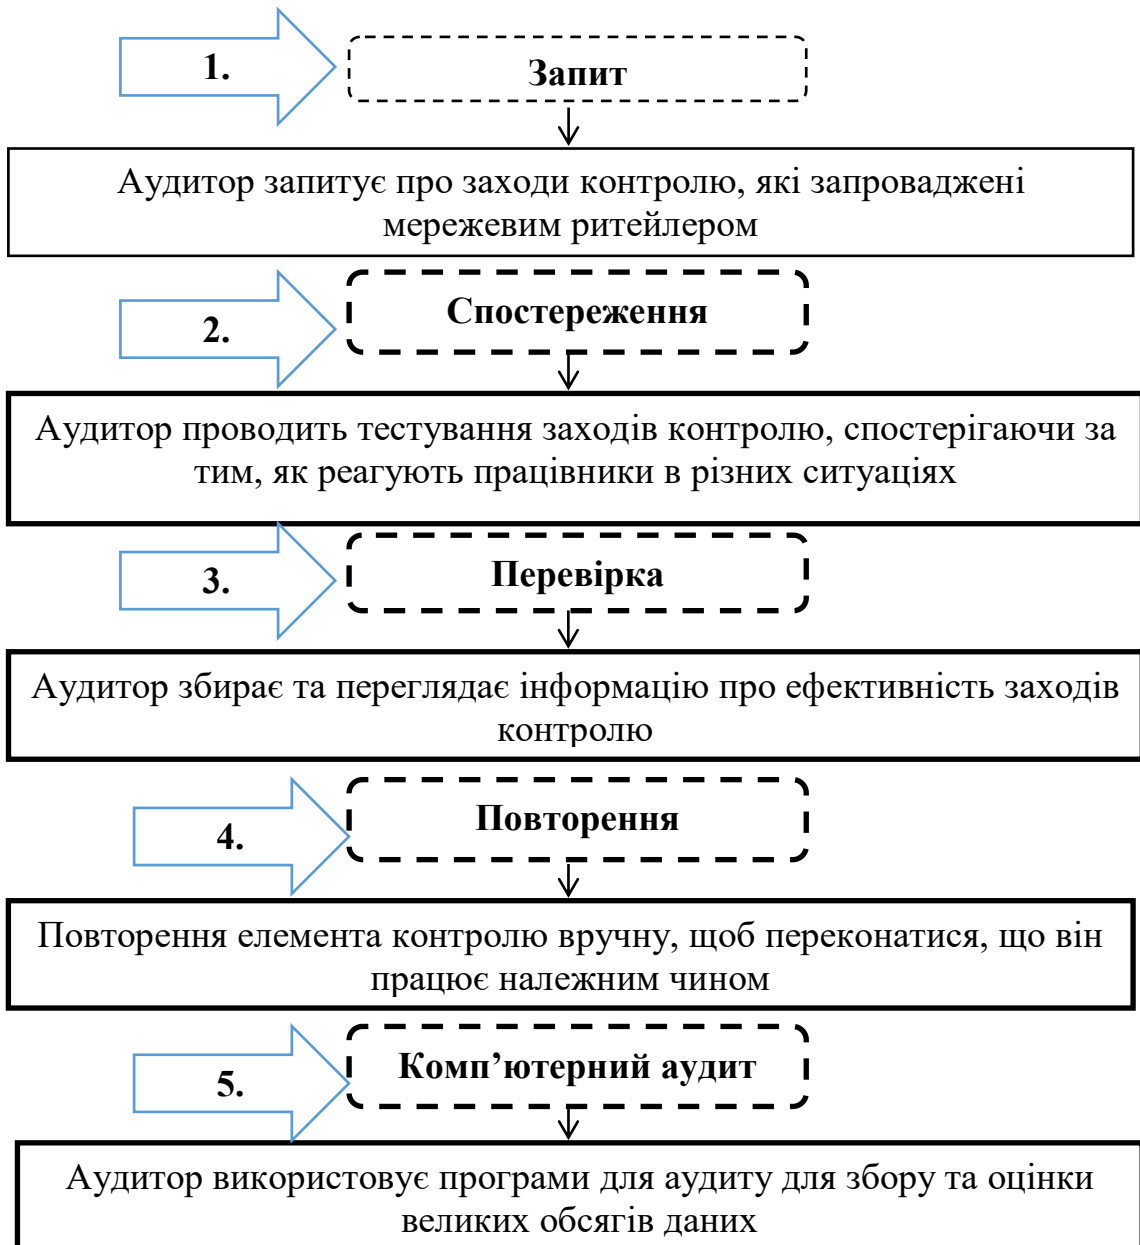 1.
Запит
Аудитор запитує про заходи контролю, які запроваджені
мережевим ритейлером
2.
Спостереження
Аудитор проводить тестування заходів контролю, спостерігаючи за
тим, як реагують працівники в різних ситуаціях
3.
Перевірка
Аудитор збирає та переглядає інформацію про ефективність заходів
контролю
4.
Повторення
Повторення елемента контролю вручну, щоб переконатися, що він
працює належним чином
5.
Комп’ютерний аудит
Аудитор використовує програми для аудиту для збору та оцінки
великих обсягів даних